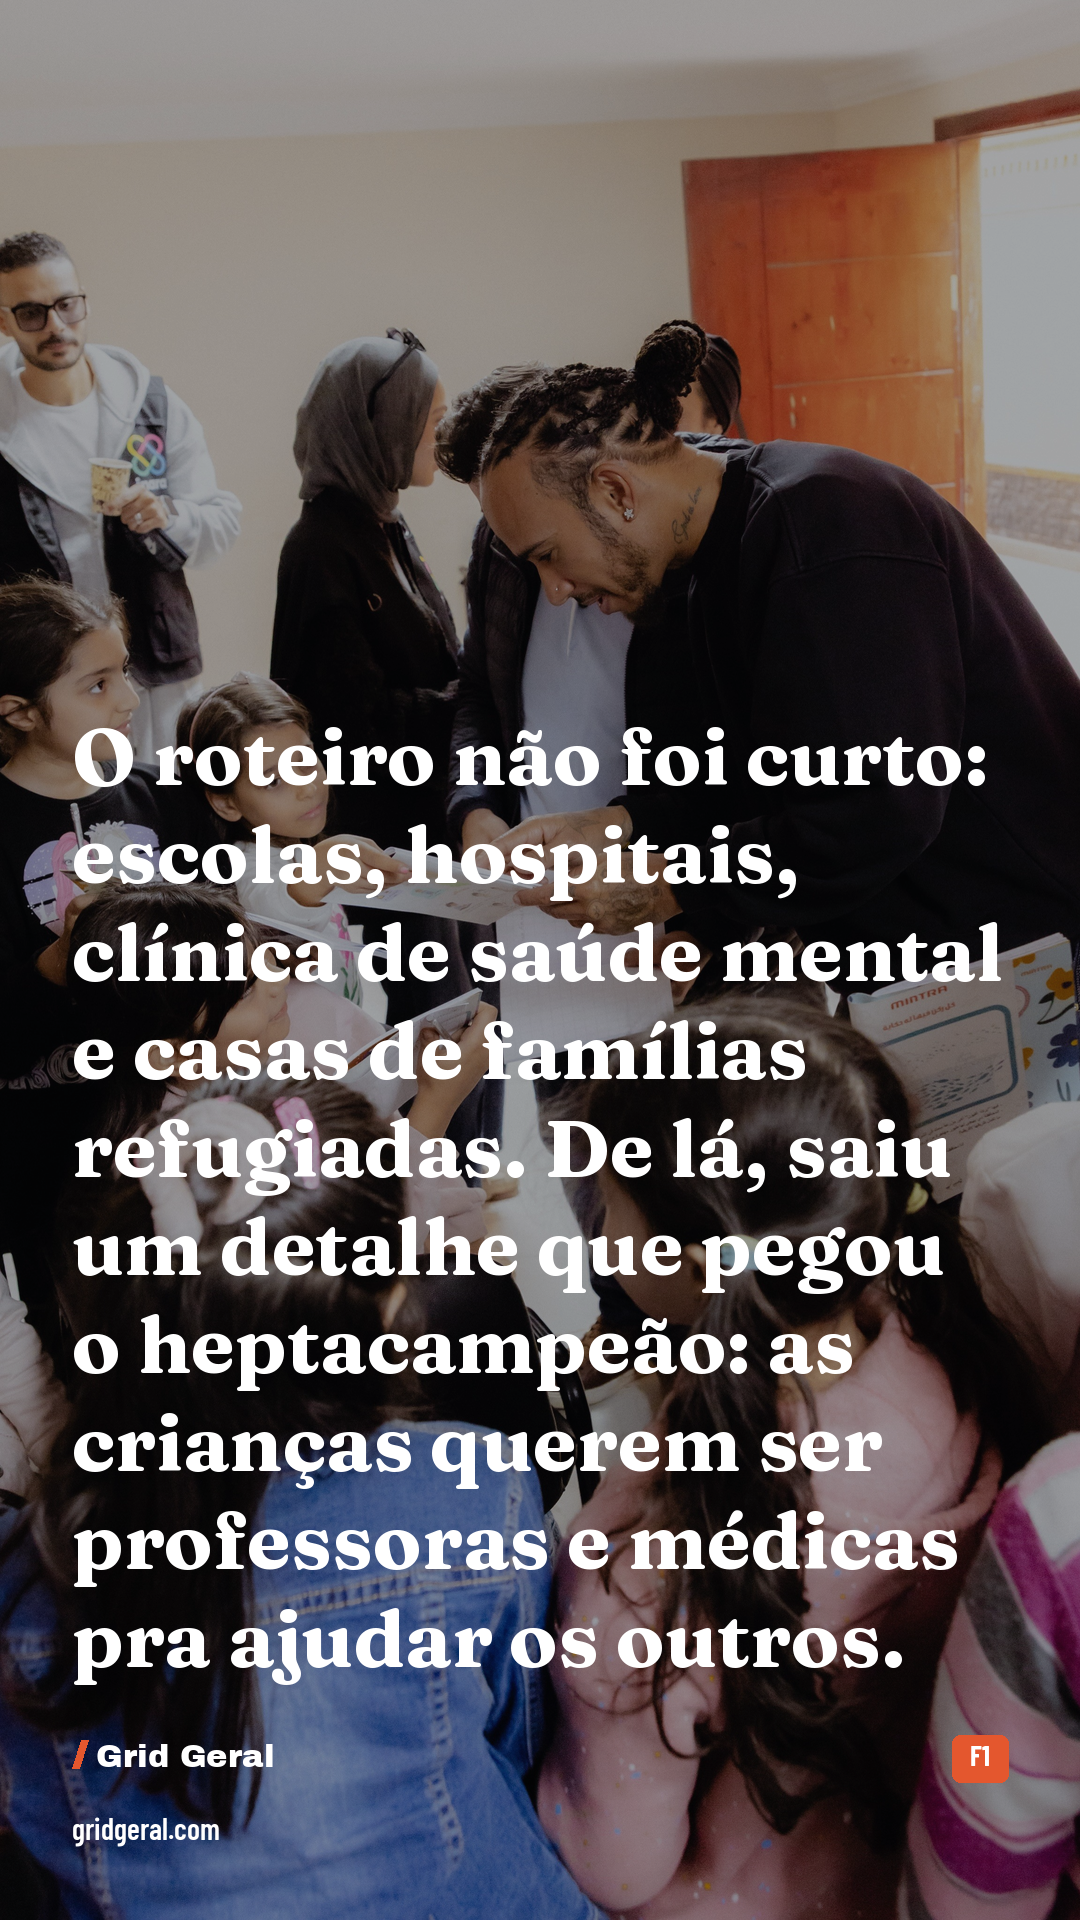 O roteiro não foi curto:
escolas, hospitais,
clínica de saúde mental
e casas de famílias
refugiadas. De lá, saiu
um detalhe que pegou
o heptacampeão: as
crianças querem ser
professoras e médicas
pra ajudar os outros.
MINTRA
/ Grid Geral
F1
gridgeral.com